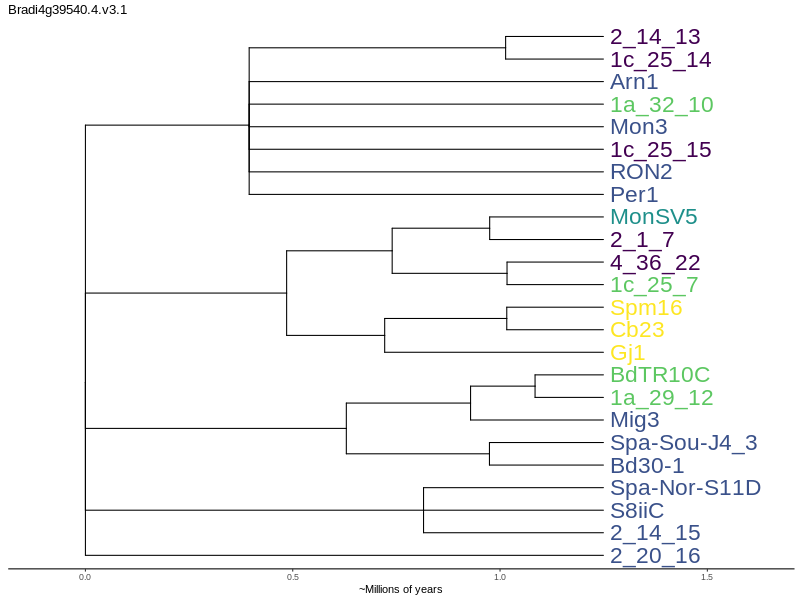 Bradi4g39540.4.v3.1
2_14_13
1c_25_14
Arn1
1a_32_10
Mon3
1c_25_15
RON2
Per1
MonSV5
2_1_7
4_36_22
1c_25_7
Spm16
Cb23
Gj1
BdTR10C
1a_29_12
Mig3
Spa-Sou-J4_3
Bd30-1
Spa-Nor-S11D
S8iiC
2_14_15
2_20_16
0.0 0.5 1.0 1.5
~Millions of years